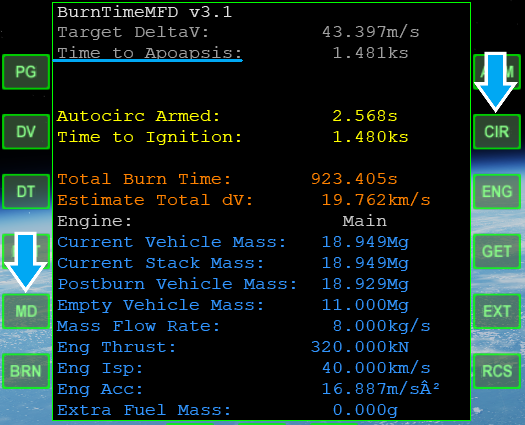 BurnTimeMFD v3.1
Target DeltaV: 43.397m/s
Time to Apoapsis: 1.481ks
PG
DV
CIR
Autocirc Armed: 2.568s
Time to Ignition: 1.480ks
DT
ENG
Total Burn Time: 923.405s
Estimate Total dV: 19.762km/s
Engine: Main
GET
Current Vehicle Mass: 18.949Mg
Current Stack Mass: 18.949Mg
Postburn Vehicle Mass: 18.929Mg
Empty Vehicle Mass: 11.000Mg
MD
EXT
Mass Flow Rate: 8.000kg/s
Eng Thrust: 320.000kN
BRN
RCS
Eng Isp: 40.000km/s
Eng Acc: 16.887m/sÂ²
Extra Fuel Mass: 0.000g